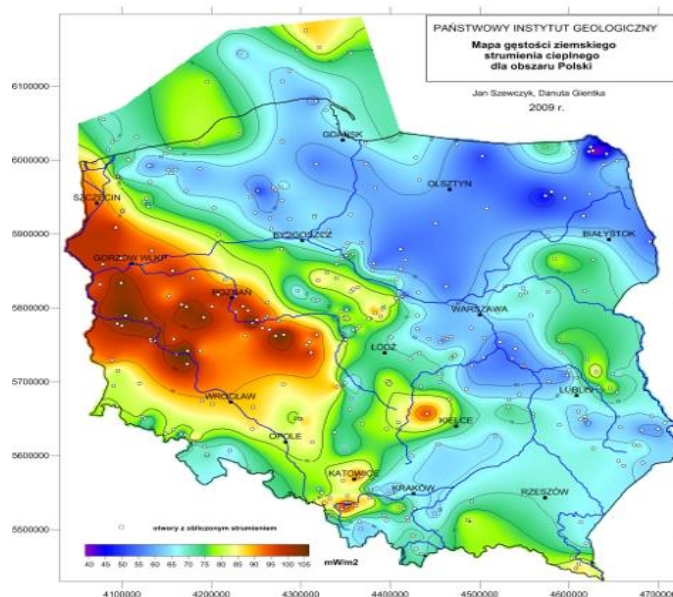 PAŃSTWOWY INSTYTUT GEOLOGICZNY
Mapa gęstości ziemskiego
strumienia cieplnego
dla obszaru Polski
Jan Szewczyk, Danuta Gientka
2009 r.
6100000
GDAŃSK
6000000
OLSZTYN
SZCZECIN
5900000
BYDGOSZCZ
BIAŁYSTOK
GORZÓW WLKP
POZNAŃ
5800000
WARSZAWA
ŁÓDŹ
5700000
WROCŁAW
LUBLIN
KIELCE
OPOLE
5600000
KATOWICE
KRAKÓW
RZESZÓW
5500000
otwory z obliczonym strumieniem
40 45 50 55 60 65 70 75 80 85 90 95 100 105
mW/m2
4100000 4200000 4300000 4400000 4500000 4600000 4700000